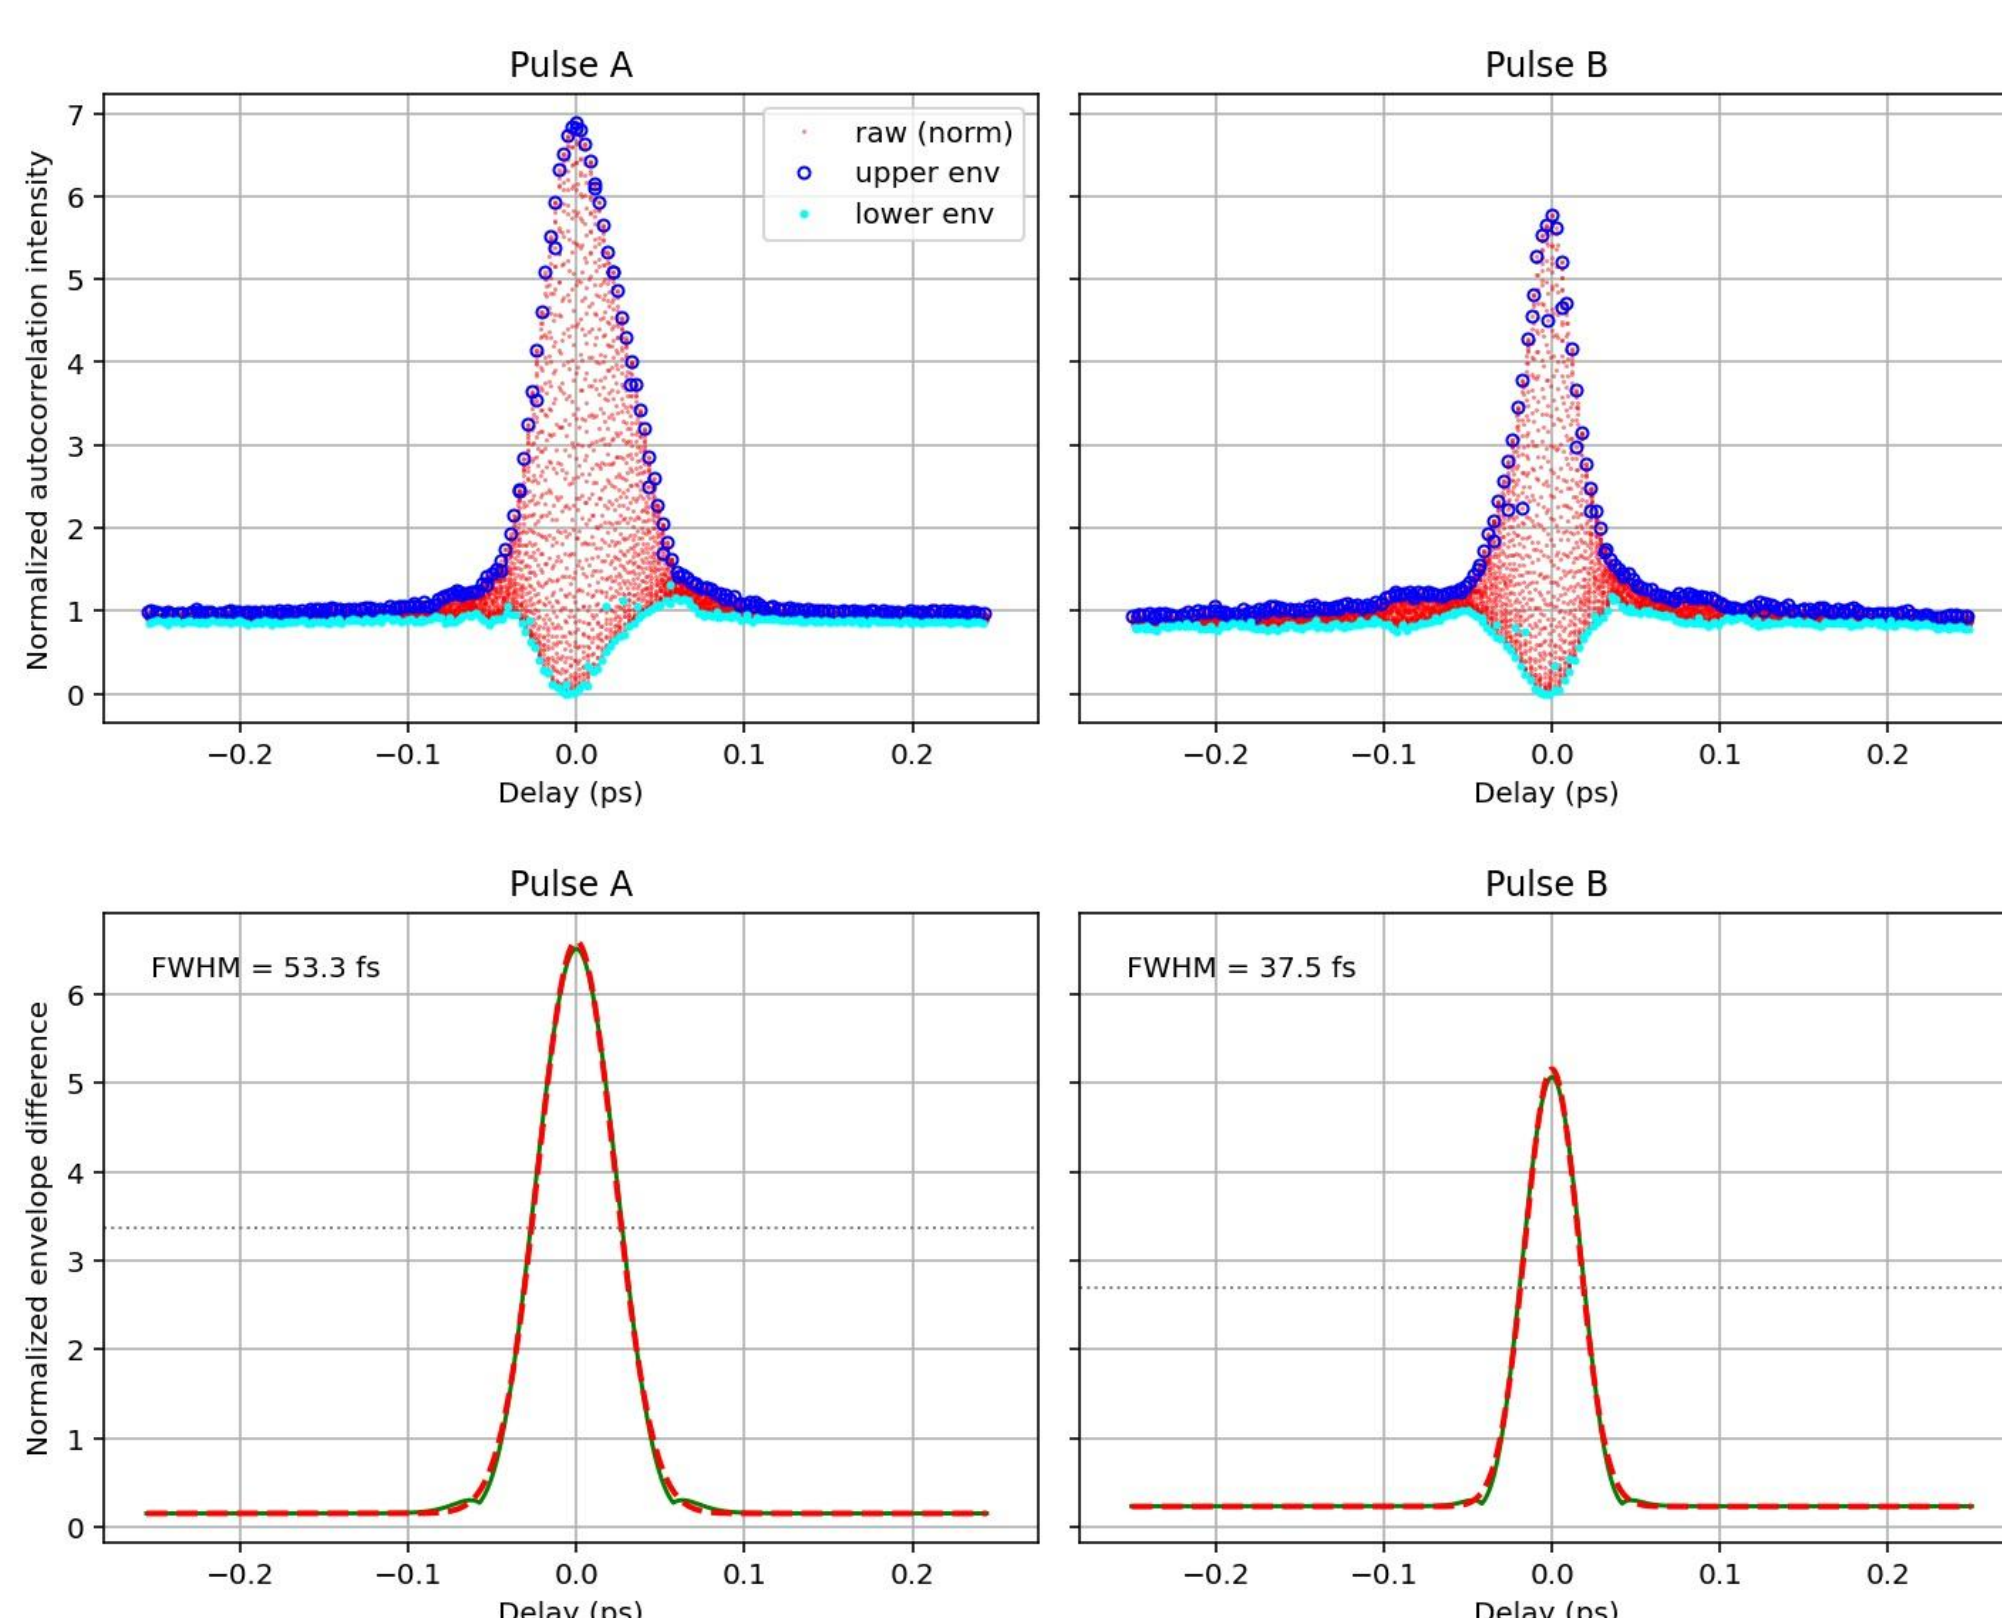 Pulse A
Pulse B
7
6
5
4
3
2
1
0
Normalized autocorrelation intensity
raw (norm)
upper env
lower env
−0.2
−0.1
0.0
0.1
0.2
−0.2
−0.1
0.0
0.1
0.2
Delay (ps)
Delay (ps)
Pulse A
Pulse B
FWHM = 53.3 fs
FWHM = 37.5 fs
6
5
4
3
2
1
0
Normalized envelope difference
−0.2
−0.1
0.0
0.1
0.2
−0.2
−0.1
0.0
0.1
0.2
Delay (ps)
Delay (ps)